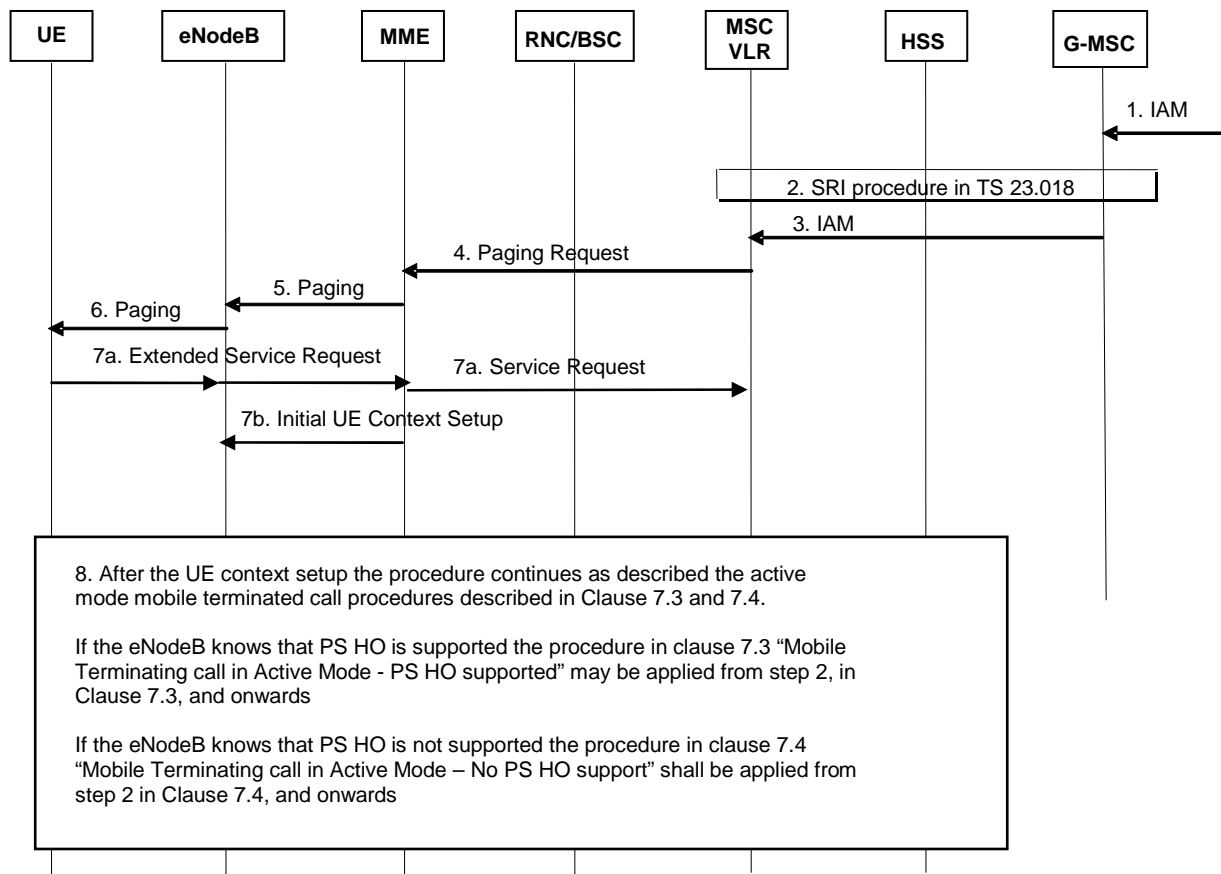 UE
eNodeB
MME
RNC/BSC
MSC
VLR
HSS
G-MSC
1. IAM
2. SRI procedure in TS 23.018
3. IAM
4. Paging Request
5. Paging
6. Paging
7a. Extended Service Request
7a. Service Request
7b. Initial UE Context Setup
8. After the UE context setup the procedure continues as described the active
mode mobile terminated call procedures described in Clause 7.3 and 7.4.
If the eNodeB knows that PS HO is supported the procedure in clause 7.3 “Mobile
Terminating call in Active Mode - PS HO supported” may be applied from step 2, in
Clause 7.3, and onwards
If the eNodeB knows that PS HO is not supported the procedure in clause 7.4
“Mobile Terminating call in Active Mode – No PS HO support” shall be applied from
step 2 in Clause 7.4, and onwards